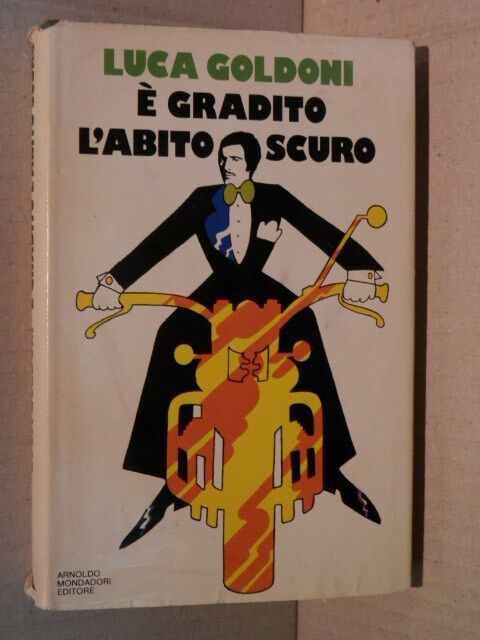 LUCA GOLDONI
È GRADITO
L'ABITO SCURO
ARNOLDO
MONDADORI
EDITORE